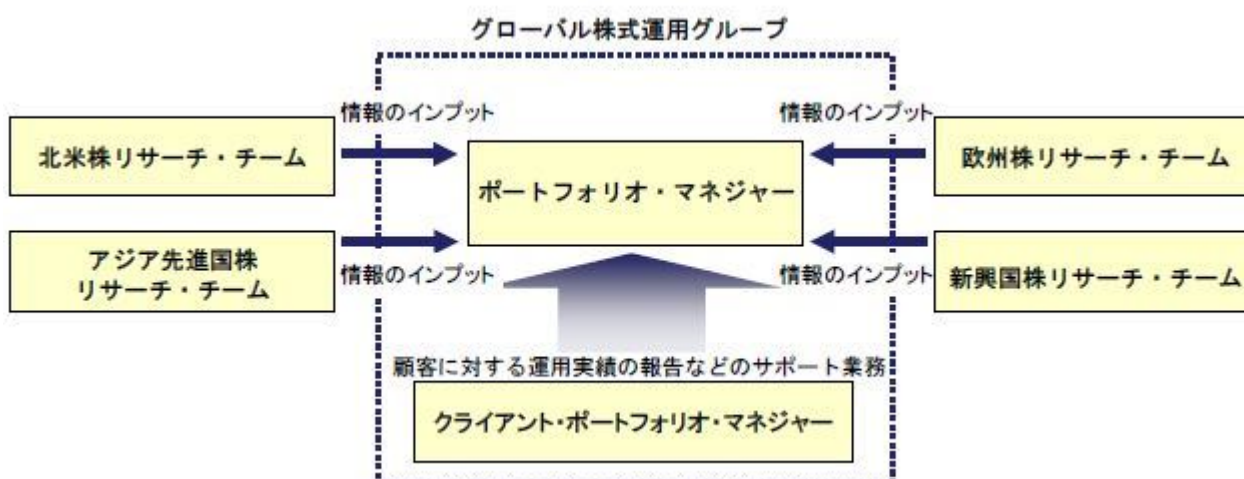 グローバル株式運用グループ
情報のインプット
情報のインプット
北米株リサーチ・チーム
ポートフォリオ・マネジャー
欧州株リサーチ・チーム
アジア先進国株
リサーチ・チーム
情報のインプット
情報のインプット
新興国株リサーチ・チーム
顧客に対する運用実績の報告などのサポート業務
クライアント・ポートフォリオ・マネジャー